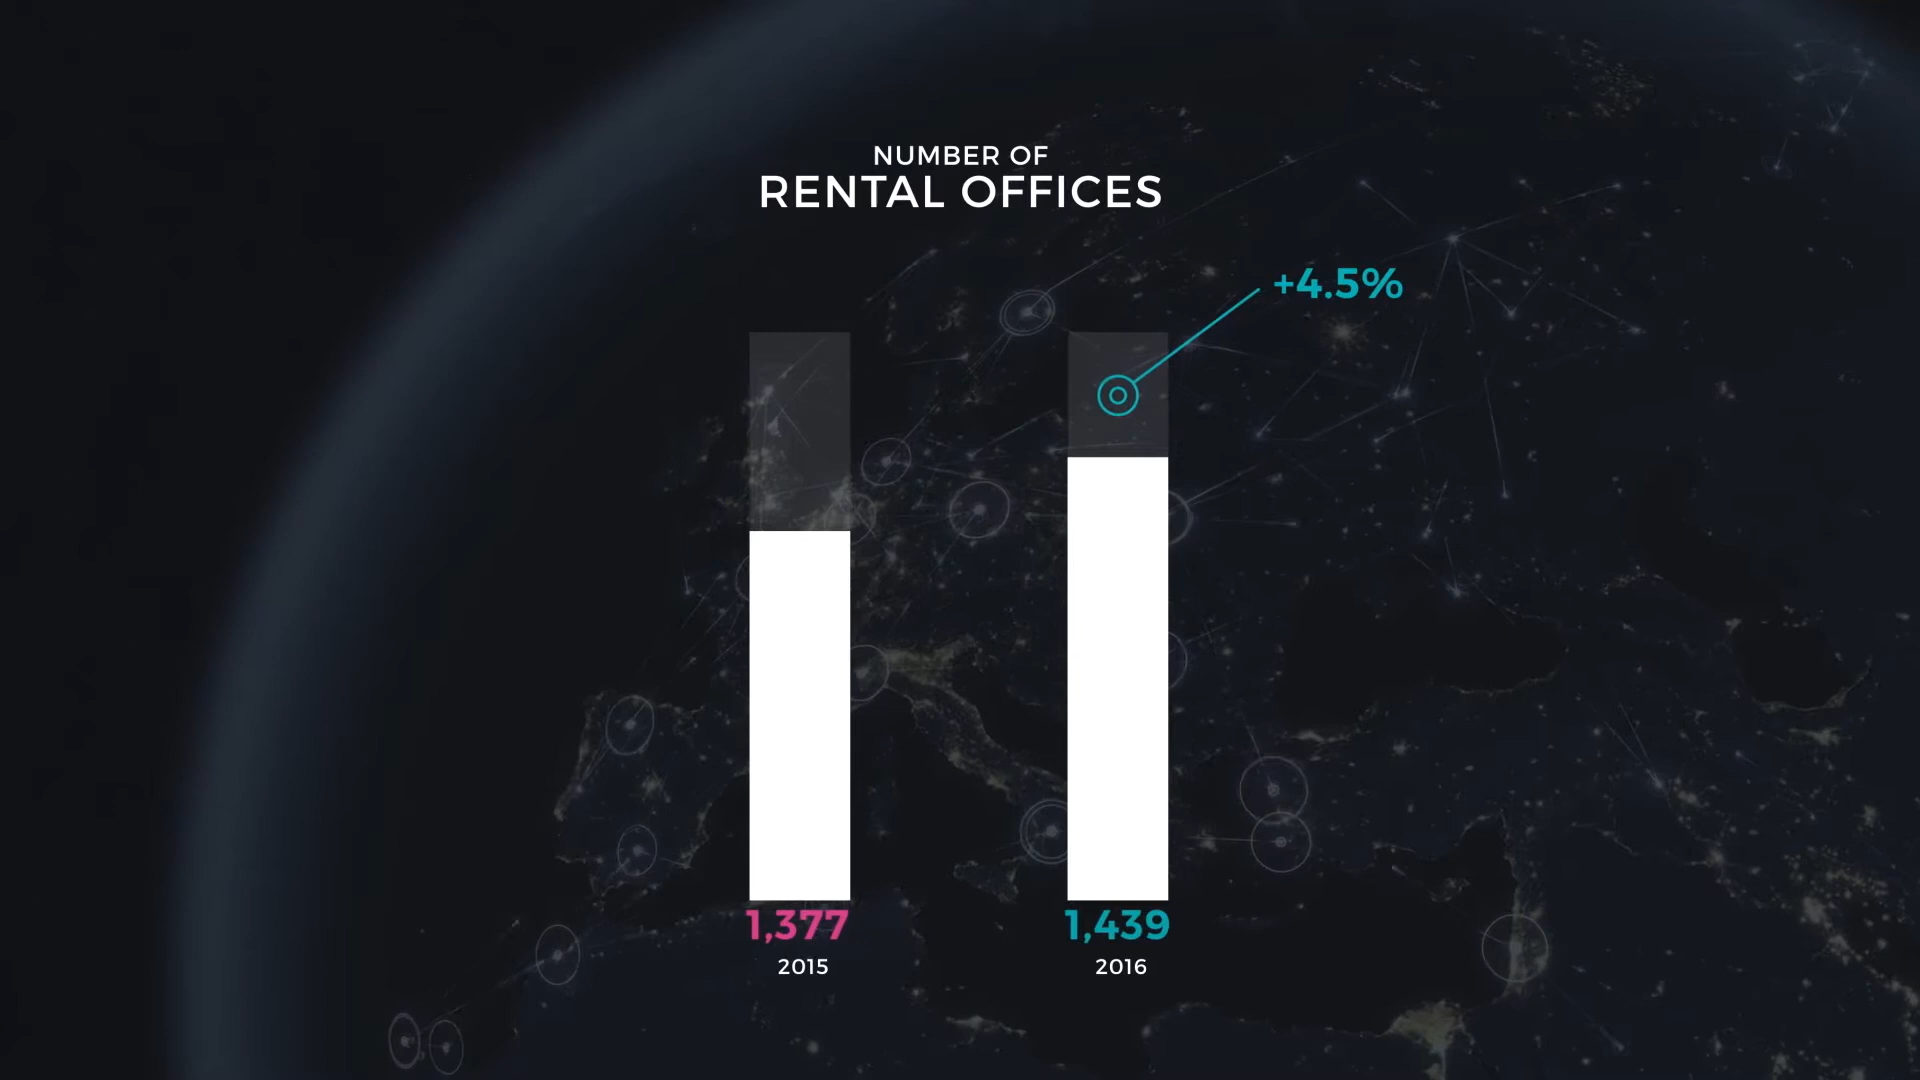 NUMBER OF
RENTAL OFFICES
+4.5%
1,377
1,439
2015
2016